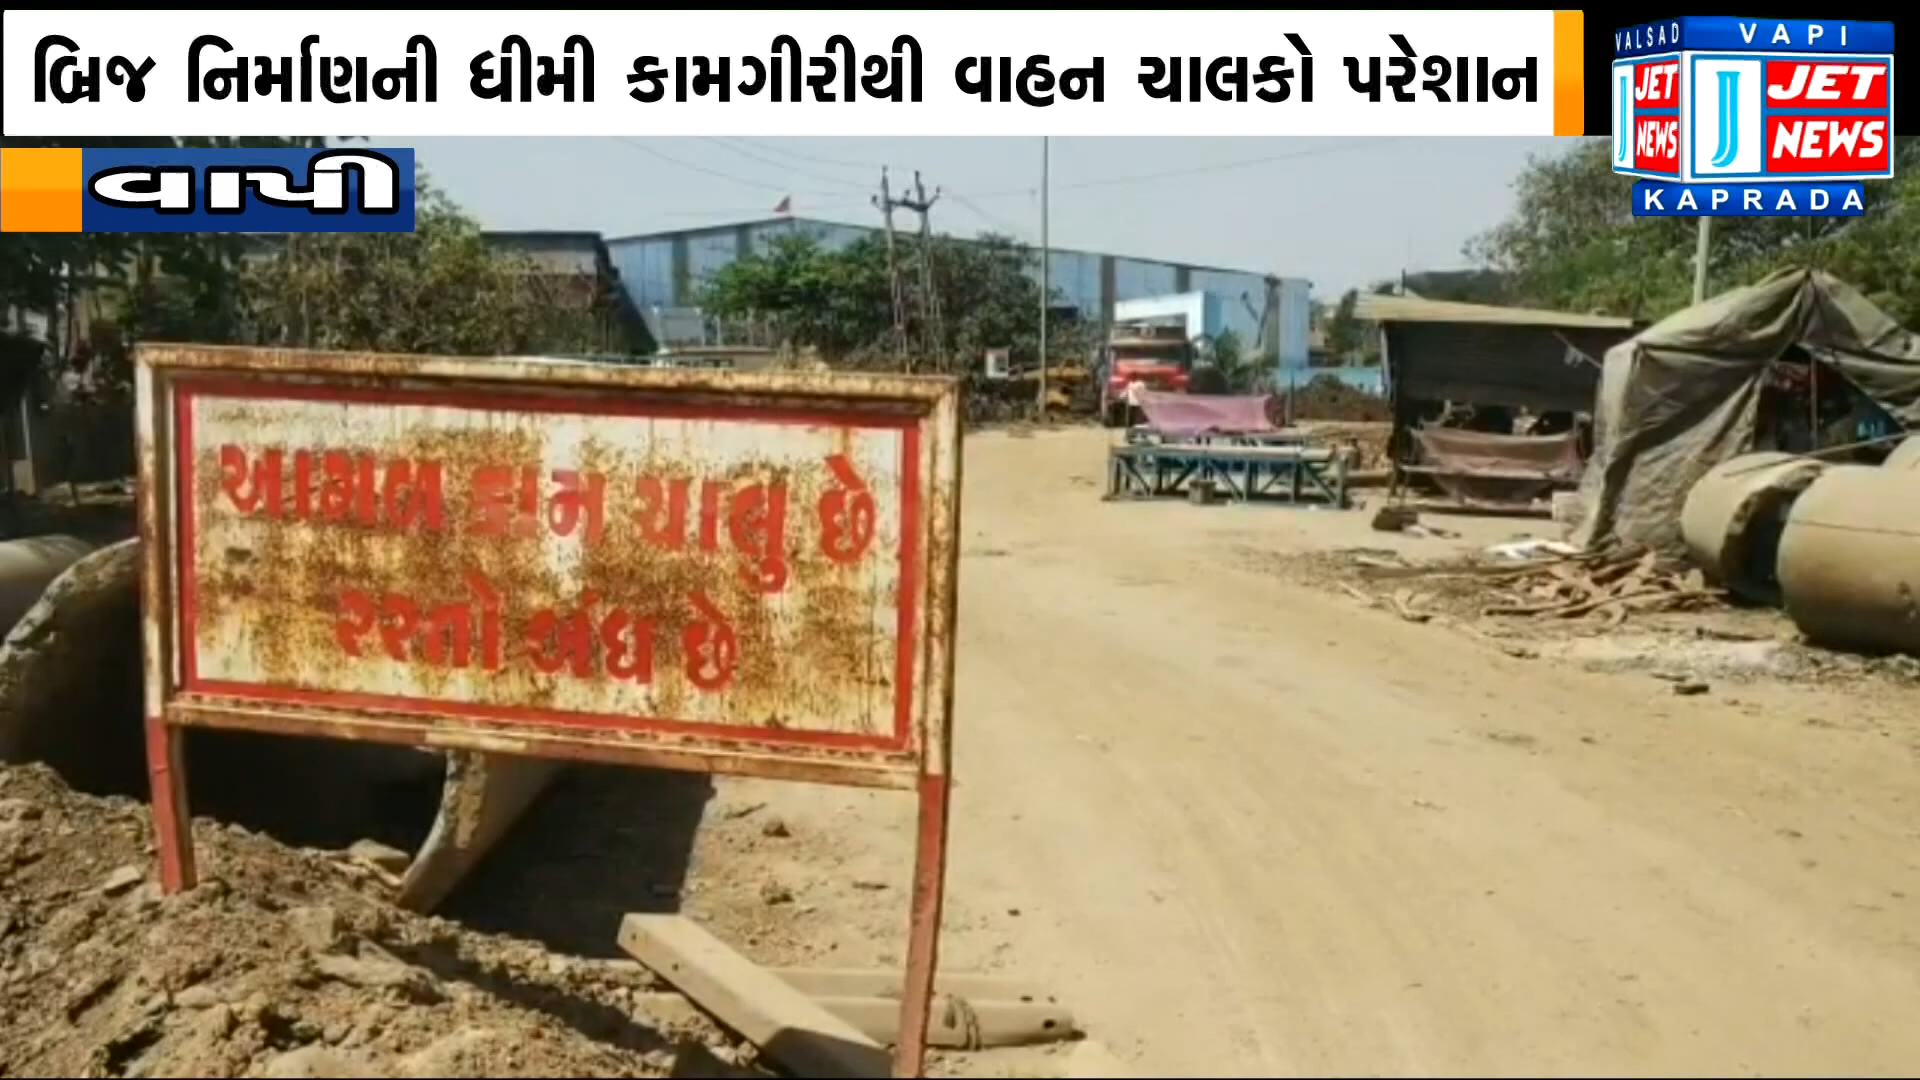 બ્રિજ નિર્માણની ધીમી કામગીરીથી વાહન ચાલકો પરેશાન
વાપી
VALSAD VAPI
JET JET
NEWS NEWS
J J
KAPRADA
આગળ કામ ચાલુ છે
રસ્તો બંધ છે